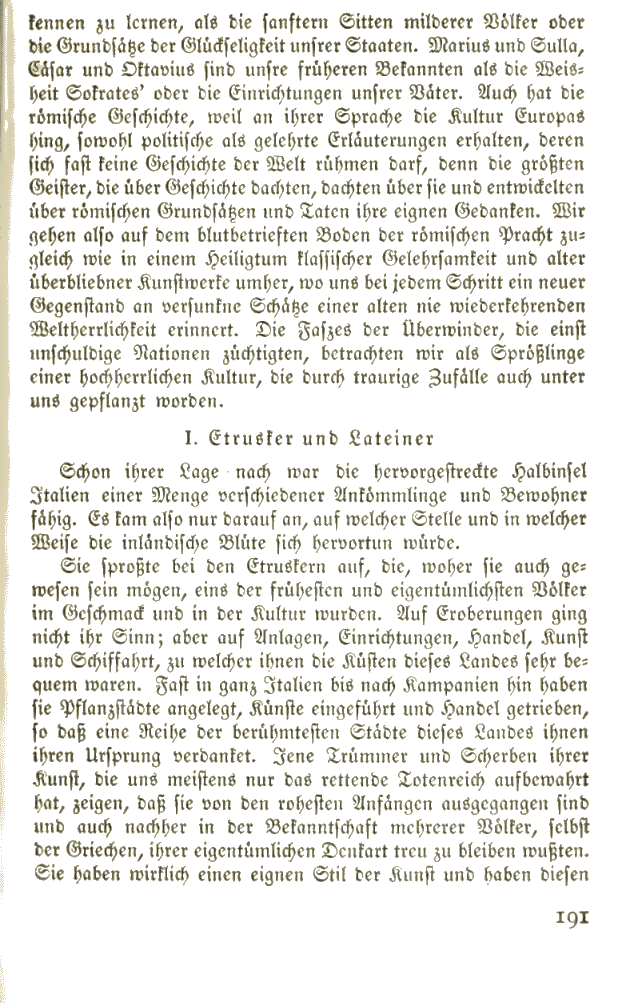 kennen zu lernen, als die sanftern Sitten milderer Völker oder
die Grundsätze der Glückseligkeit unsrer Staaten. Marius und Sulla,
Cäsar und Oktavius sind unsre früheren Bekannten als die Weis-
heit Sokrates' oder die Einrichtungen unsrer Väter. Auch hat die
römische Geschichte, weil an ihrer Sprache die Kultur Europas
hing, sowohl politische als gelehrte Erläuterungen erhalten, deren
sich fast keine Geschichte der Welt rühmen darf, denn die größten
Geister, die über Geschichte dachten, dachten über sie und entwickelten
über römischen Grundsätzen und Taten ihre eignen Gedanken. Wir
gehen also auf dem blutbetrieften Boden der römischen Pracht zu-
gleich wie in einem Heiligtum klassischer Gelehrsamkeit und alter
überbliebner Kunstwerke umher, wo uns bei jedem Schritt ein neuer
Gegenstand an versunkne Schätze einer alten nie wiederkehrenden
Weltherrlichkeit erinnert. Die Faszes der Überwinder, die einst
unschuldige Nationen züchtigten, betrachten wir als Sprößlinge
einer hochherrlichen Kultur, die durch traurige Zufälle auch unter
uns gepflanzt worden.
I. Etrusker und Lateiner
Schon ihrer Lage nach war die hervorgestreckte Halbinsel
Italien einer Menge verschiedener Ankömmlinge und Bewohner
fähig. Es kam also nur darauf an, auf welcher Stelle und in welcher
Weise die inländische Blüte sich hervortun würde.
Sie sproßte bei den Etruskern auf, die, woher sie auch ge-
wesen sein mögen, eins der frühesten und eigentümlichsten Völker
im Geschmack und in der Kultur wurden. Auf Eroberungen ging
nicht ihr Sinn; aber auf Anlagen, Einrichtungen, Handel, Kunst
und Schiffahrt, zu welcher ihnen die Küsten dieses Landes sehr be-
quem waren. Fast in ganz Italien bis nach Kampanien hin haben
sie Pflanzstädte angelegt, Künste eingeführt und Handel getrieben,
so daß eine Reihe der berühmtesten Städte dieses Landes ihnen
ihren Ursprung verdanket. Jene Trümmer und Scherben ihrer
Kunst, die uns meistens nur das rettende Totenreich aufbewahrt
hat, zeigen, daß sie von den rohesten Anfängen ausgegangen sind
und auch nachher in der Bekanntschaft mehrerer Völker, selbst
der Griechen, ihrer eigentümlichen Denkart treu zu bleiben wußten.
Sie haben wirklich einen eignen Stil der Kunst und haben diesen
191